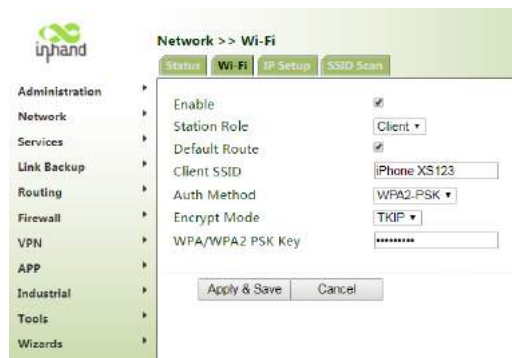 inhand
Network >> Wi-Fi
Status Wi-Fi IP Setup SSID Scan
Administration
Network
Services
Link Backup
Routing
Firewall
VPN
APP
Industrial
Tools
Wizards
Enable
Station Role Client
Default Route
Client SSID iPhone XS123
Auth Method WPA2-PSK
Encrypt Mode TKIP
WPA/WPA2 PSK Key •••••••••
Apply & Save Cancel